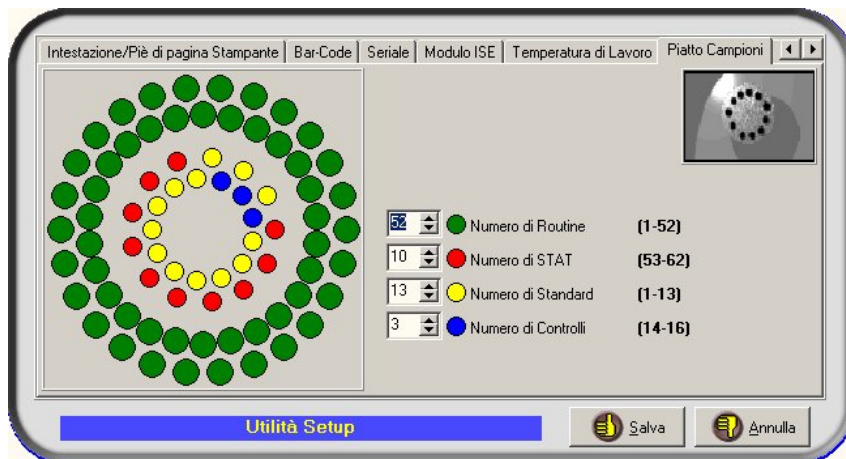 Intestazione/Piè di pagina Stampante Bar-Code Seriale Modulo ISE Temperatura di Lavoro Piatto Campioni
52 Numero di Routine (1-52)
10 Numero di STAT (53-62)
13 Numero di Standard (1-13)
3 Numero di Controlli (14-16)
Utilità Setup Salva Annulla